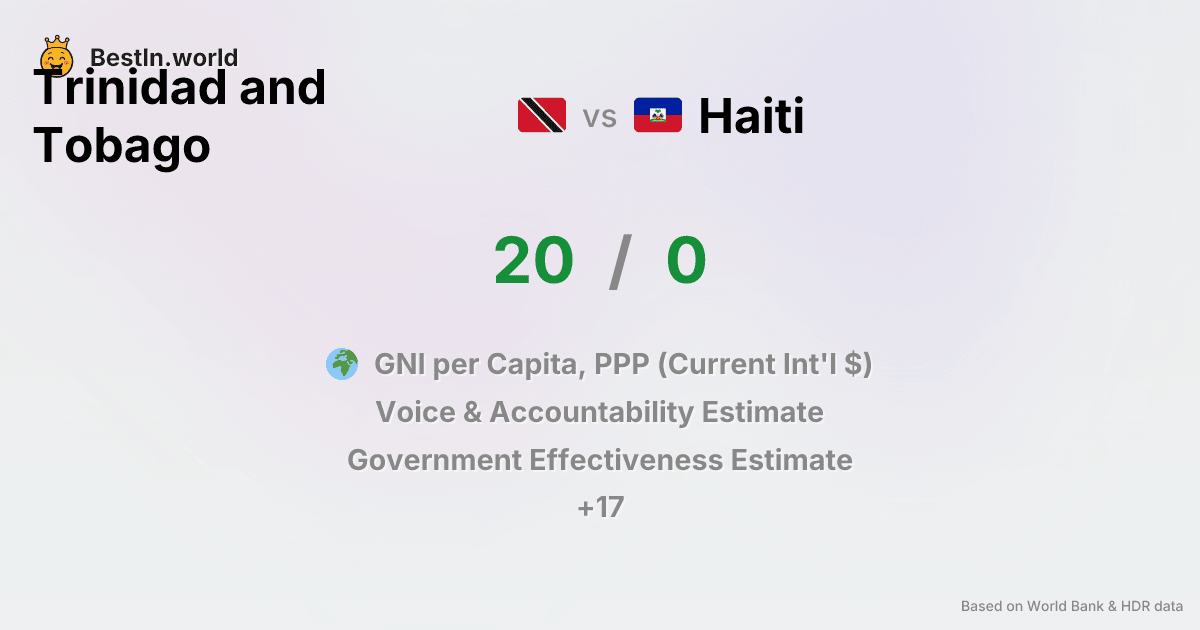 BestIn.world
Trinidad and
Tobago
vs Haiti
20 / 0
GNI per Capita, PPP (Current Int'l $)
Voice & Accountability Estimate
Government Effectiveness Estimate
+17
Based on World Bank & HDR data